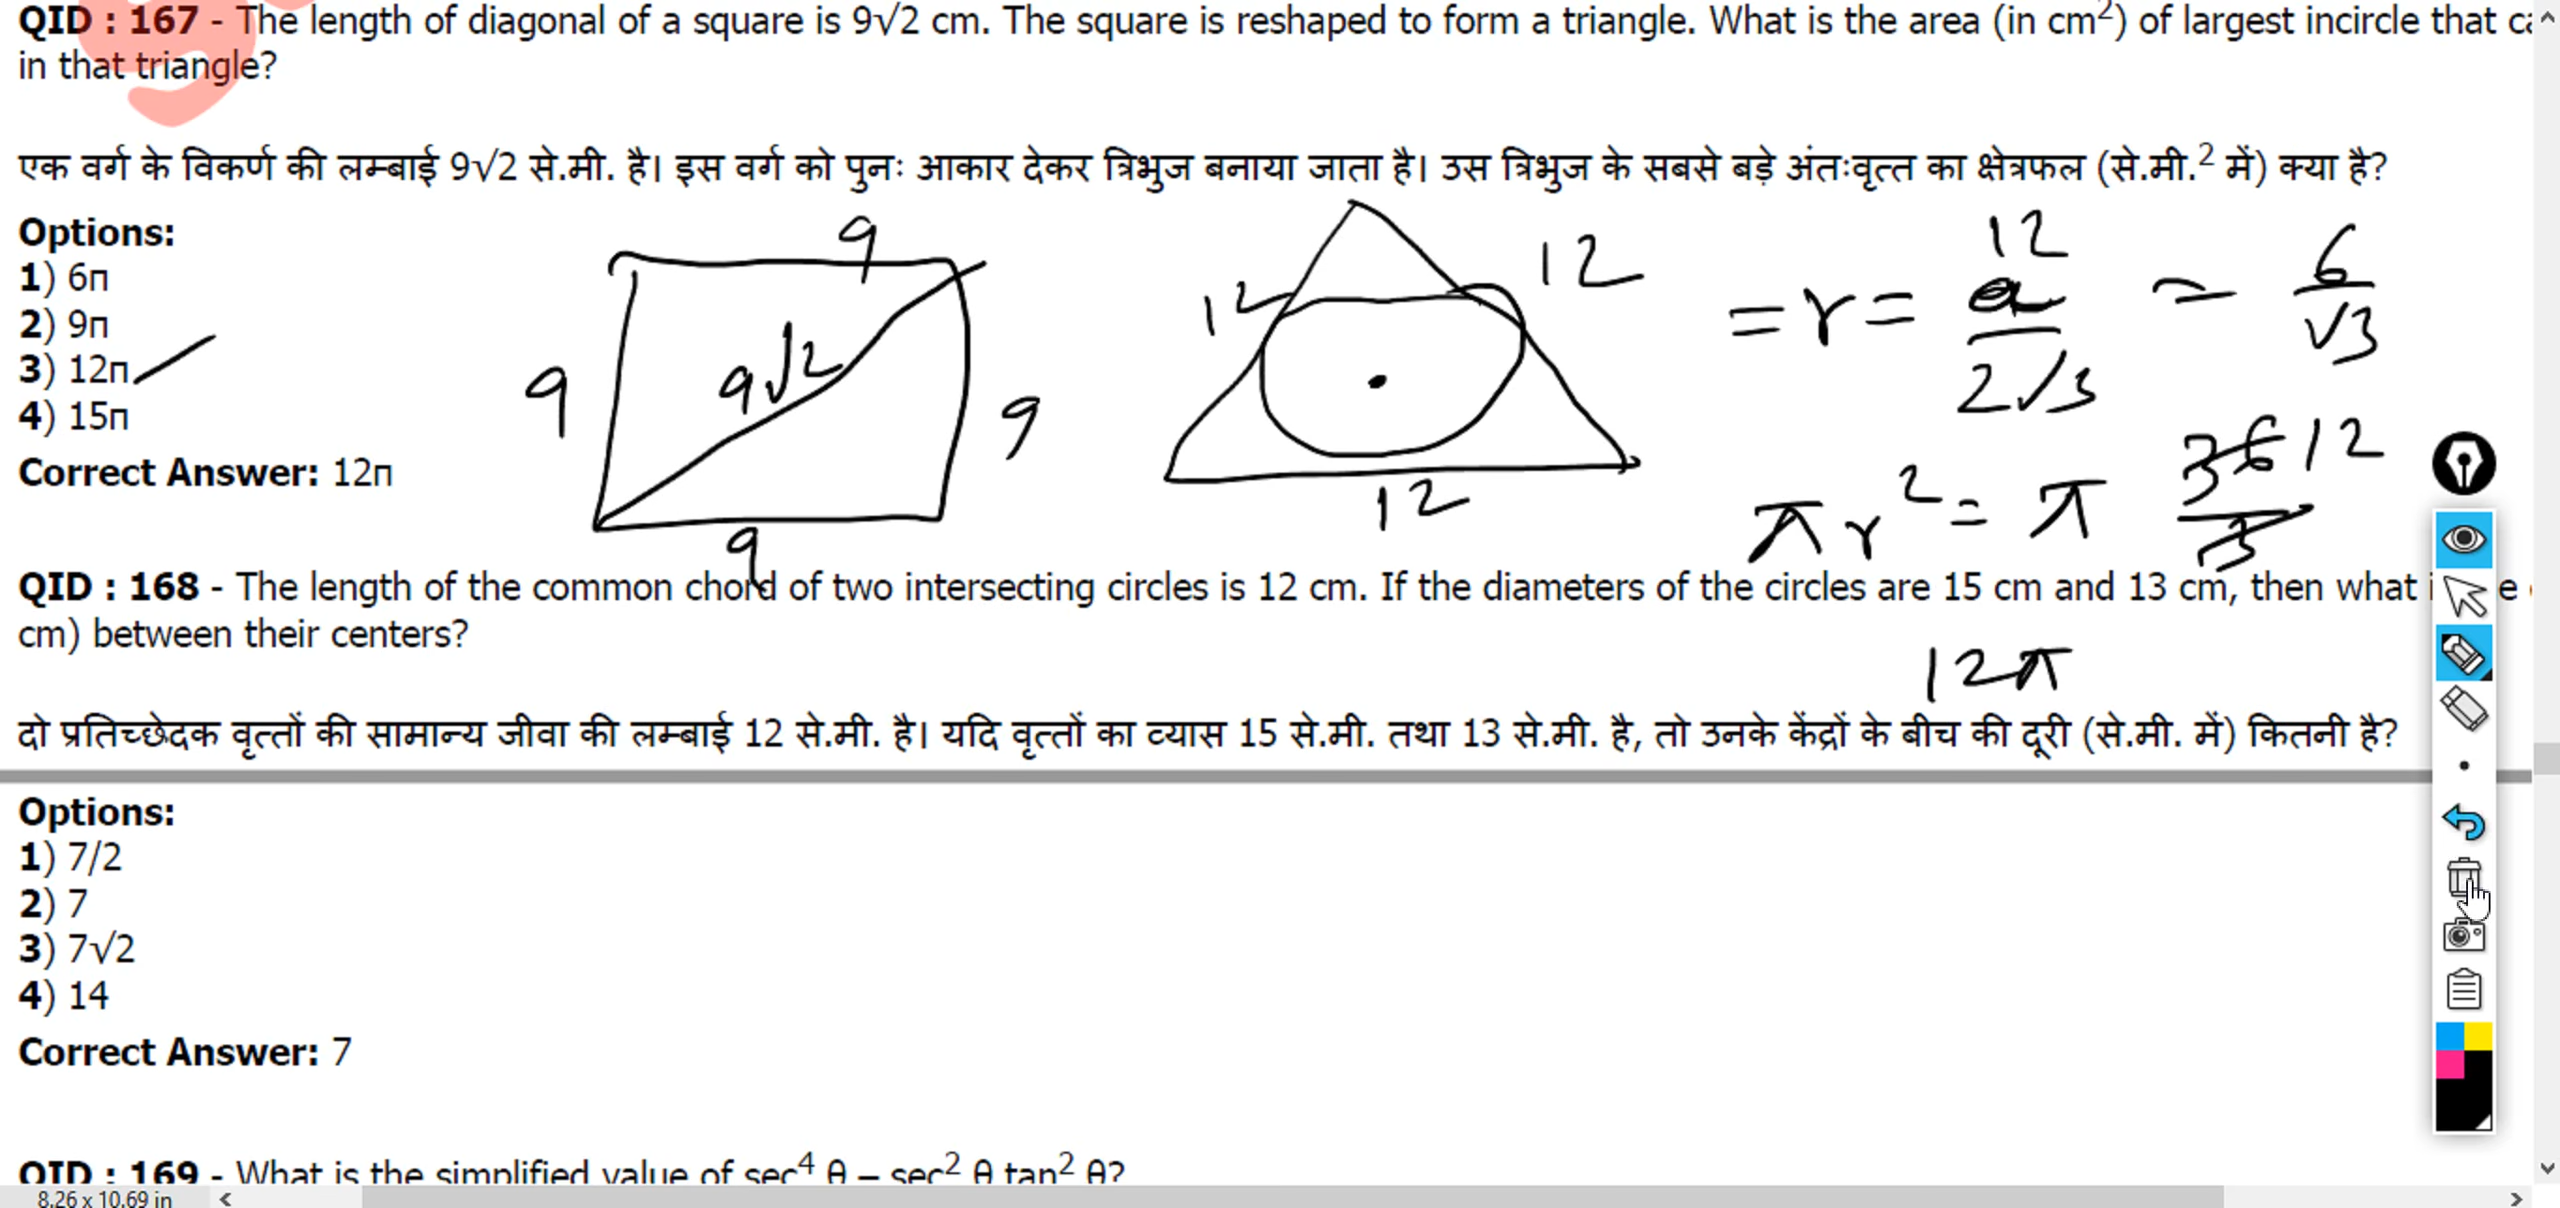 QID : 167 - The length of diagonal of a square is 9√2 cm. The square is reshaped to form a triangle. What is the area (in cm²) of largest incircle that
in that triangle?
एक वर्ग के विकर्ण की लम्बाई 9√2 से.मी. है। इस वर्ग को पुनः आकार देकर त्रिभुज बनाया जाता है। उस त्रिभुज के सबसे बड़े अंतःवृत्त का क्षेत्रफल (से.मी.² में) क्या है?
Options:
1) 6п
2) 9п
3) 12п
4) 15п
Correct Answer: 12п
9
9
9√2
9
9
12
12
12
= r = 12
a
2√3
= 6
√3
πr² = π 36 12
3
12π
QID : 168 - The length of the common chord of two intersecting circles is 12 cm. If the diameters of the circles are 15 cm and 13 cm, then what
cm) between their centers?
दो प्रतिच्छेदक वृत्तों की सामान्य जीवा की लम्बाई 12 से.मी. है। यदि वृत्तों का व्यास 15 से.मी. तथा 13 से.मी. है, तो उनके केंद्रों के बीच की दूरी (से.मी. में) कितनी है?
Options:
1) 7/2
2) 7
3) 7√2
4) 14
Correct Answer: 7
QID : 169 - What is the simplified value of sec⁴ θ – sec² θ tan² θ?
8.26 x 10.69 in